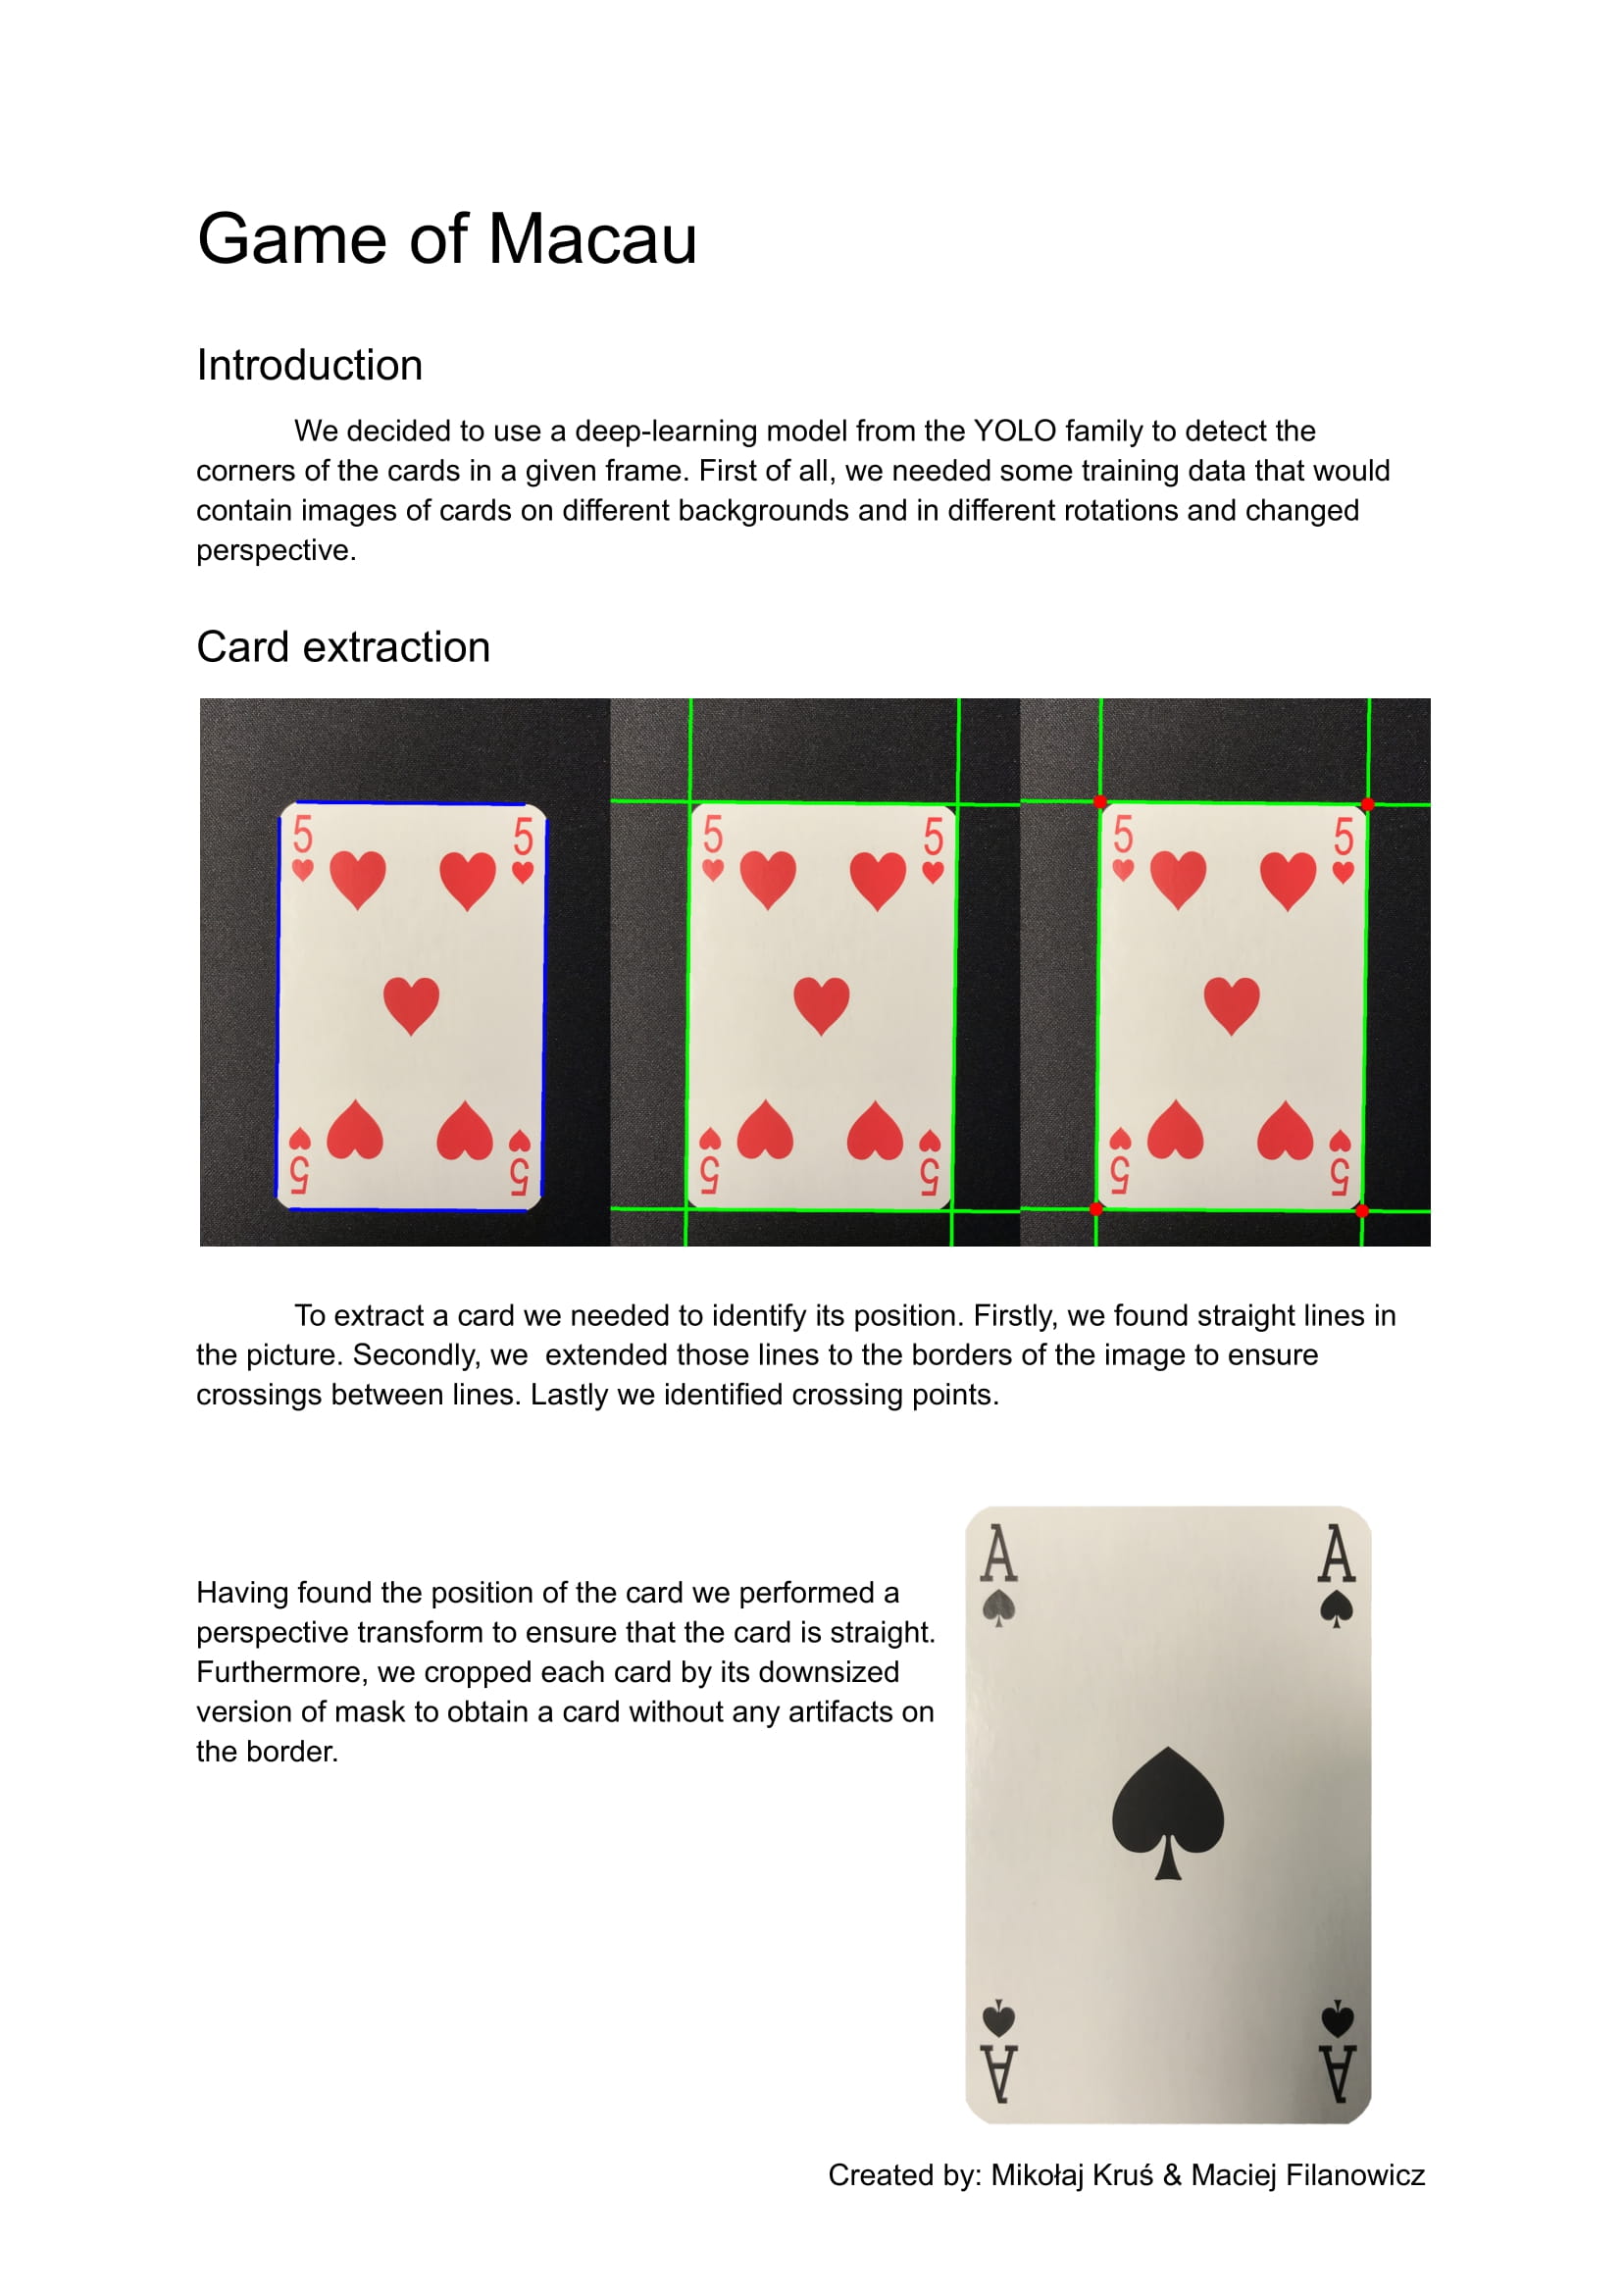 Game of Macau
Introduction
We decided to use a deep-learning model from the YOLO family to detect the
corners of the cards in a given frame. First of all, we needed some training data that would
contain images of cards on different backgrounds and in different rotations and changed
perspective.
Card extraction
5 5
5 5
5 5
5 5
5 5
5 5
To extract a card we needed to identify its position. Firstly, we found straight lines in
the picture. Secondly, we  extended those lines to the borders of the image to ensure
crossings between lines. Lastly we identified crossing points.
Having found the position of the card we performed a
perspective transform to ensure that the card is straight.
Furthermore, we cropped each card by its downsized
version of mask to obtain a card without any artifacts on
the border.
A A
A A
Created by: Mikołaj Kruś & Maciej Filanowicz